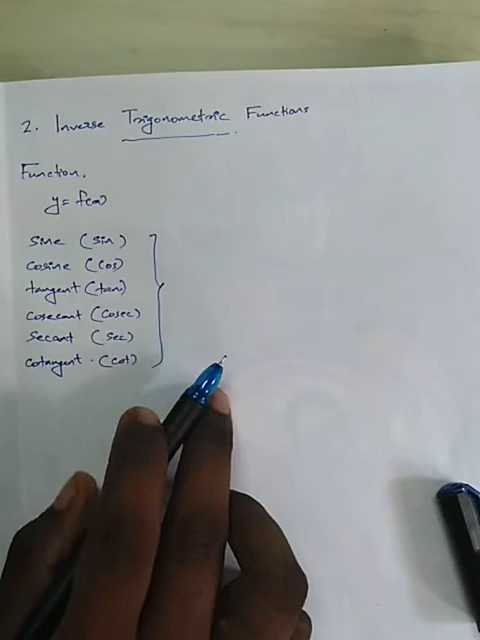 2. Inverse Trigonometric Functions
Function.
y = f(x)
Sine (Sin)
Cosine (Cos)
tangent (tan)
Cosecant (Cosec)
Secant (Sec)
Cotangent. (Cot)